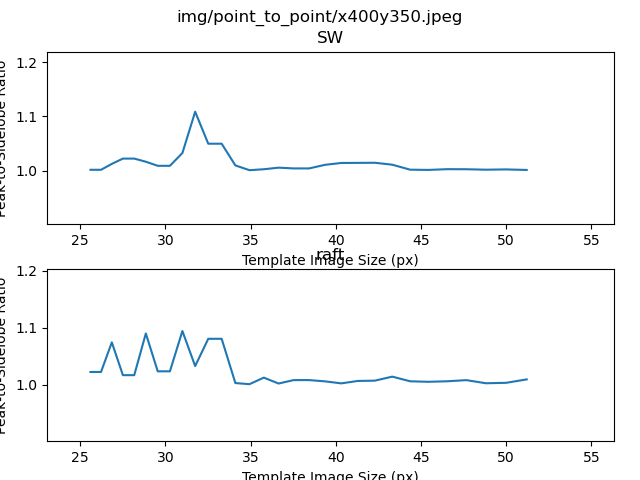 img/point_to_point/x400y350.jpeg
SW
Peak-to-Sidelobe Ratio
1.2
1.1
1.0
25 30 35 40 45 50 55
Template Image Size (px)
raft
Peak-to-Sidelobe Ratio
1.2
1.1
1.0
25 30 35 40 45 50 55
Template Image Size (px)